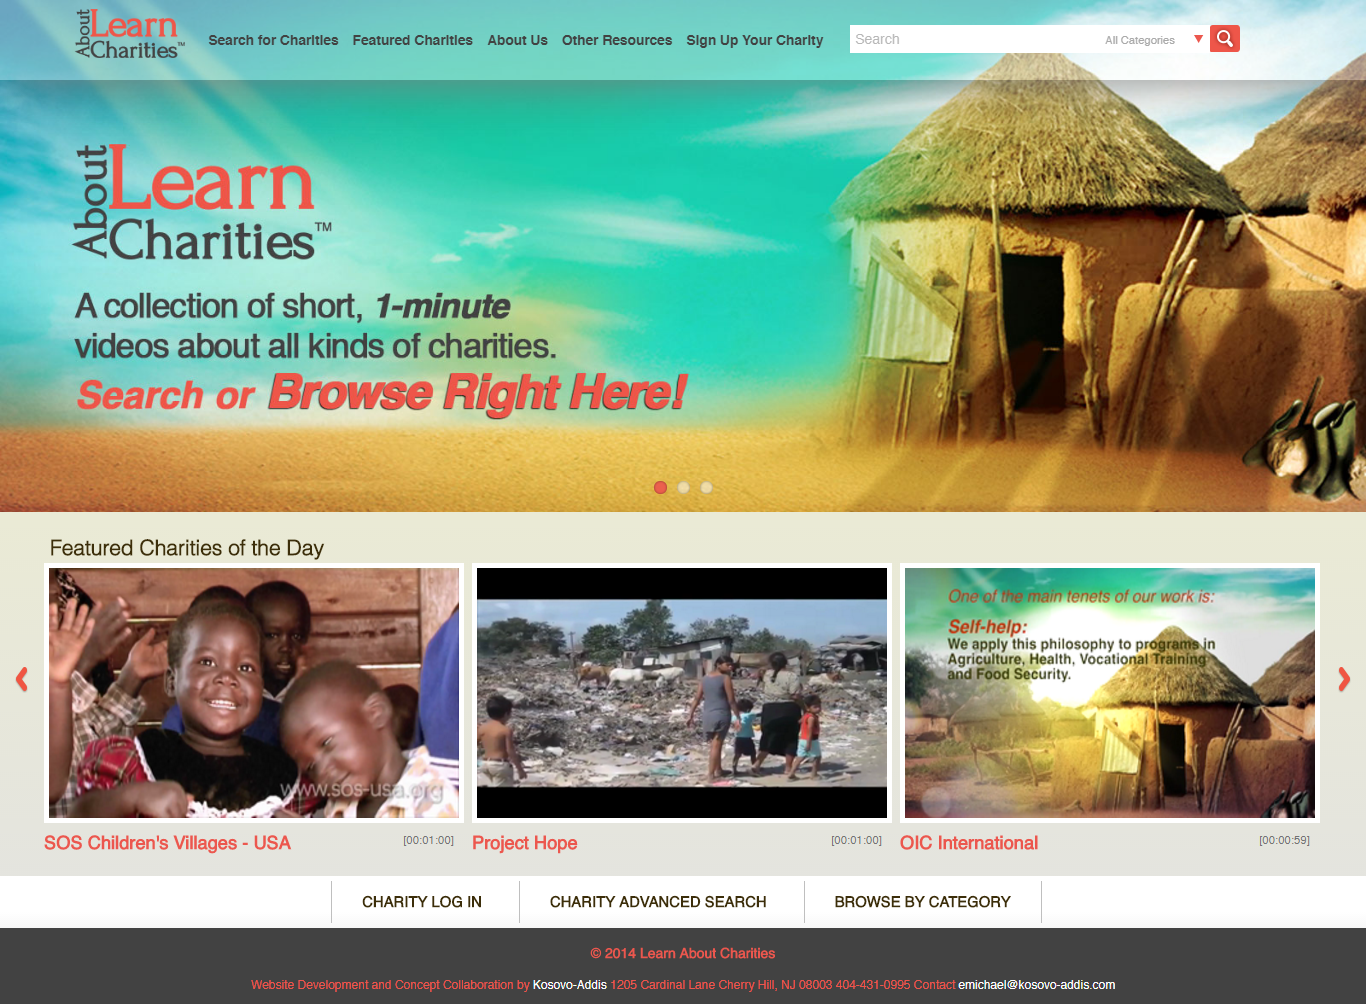 About Learn Charities™
Search for Charities Featured Charities About Us Other Resources Sign Up Your Charity Search All Categories
About Learn Charities™
A collection of short, 1-minute
videos about all kinds of charities.
Search or Browse Right Here!
Featured Charities of the Day
www.sos-usa.org
One of the main tenets of our work is:
Self-help:
We apply this philosophy to programs in
Agriculture, Health, Vocational Training
and Food Security.
SOS Children's Villages - USA [00:01:00] Project Hope [00:01:00] OIC International [00:00:59]
CHARITY LOG IN CHARITY ADVANCED SEARCH BROWSE BY CATEGORY
© 2014 Learn About Charities
Website Development and Concept Collaboration by Kosovo-Addis 1205 Cardinal Lane Cherry Hill, NJ 08003 404-431-0995 Contact emichael@kosovo-addis.com